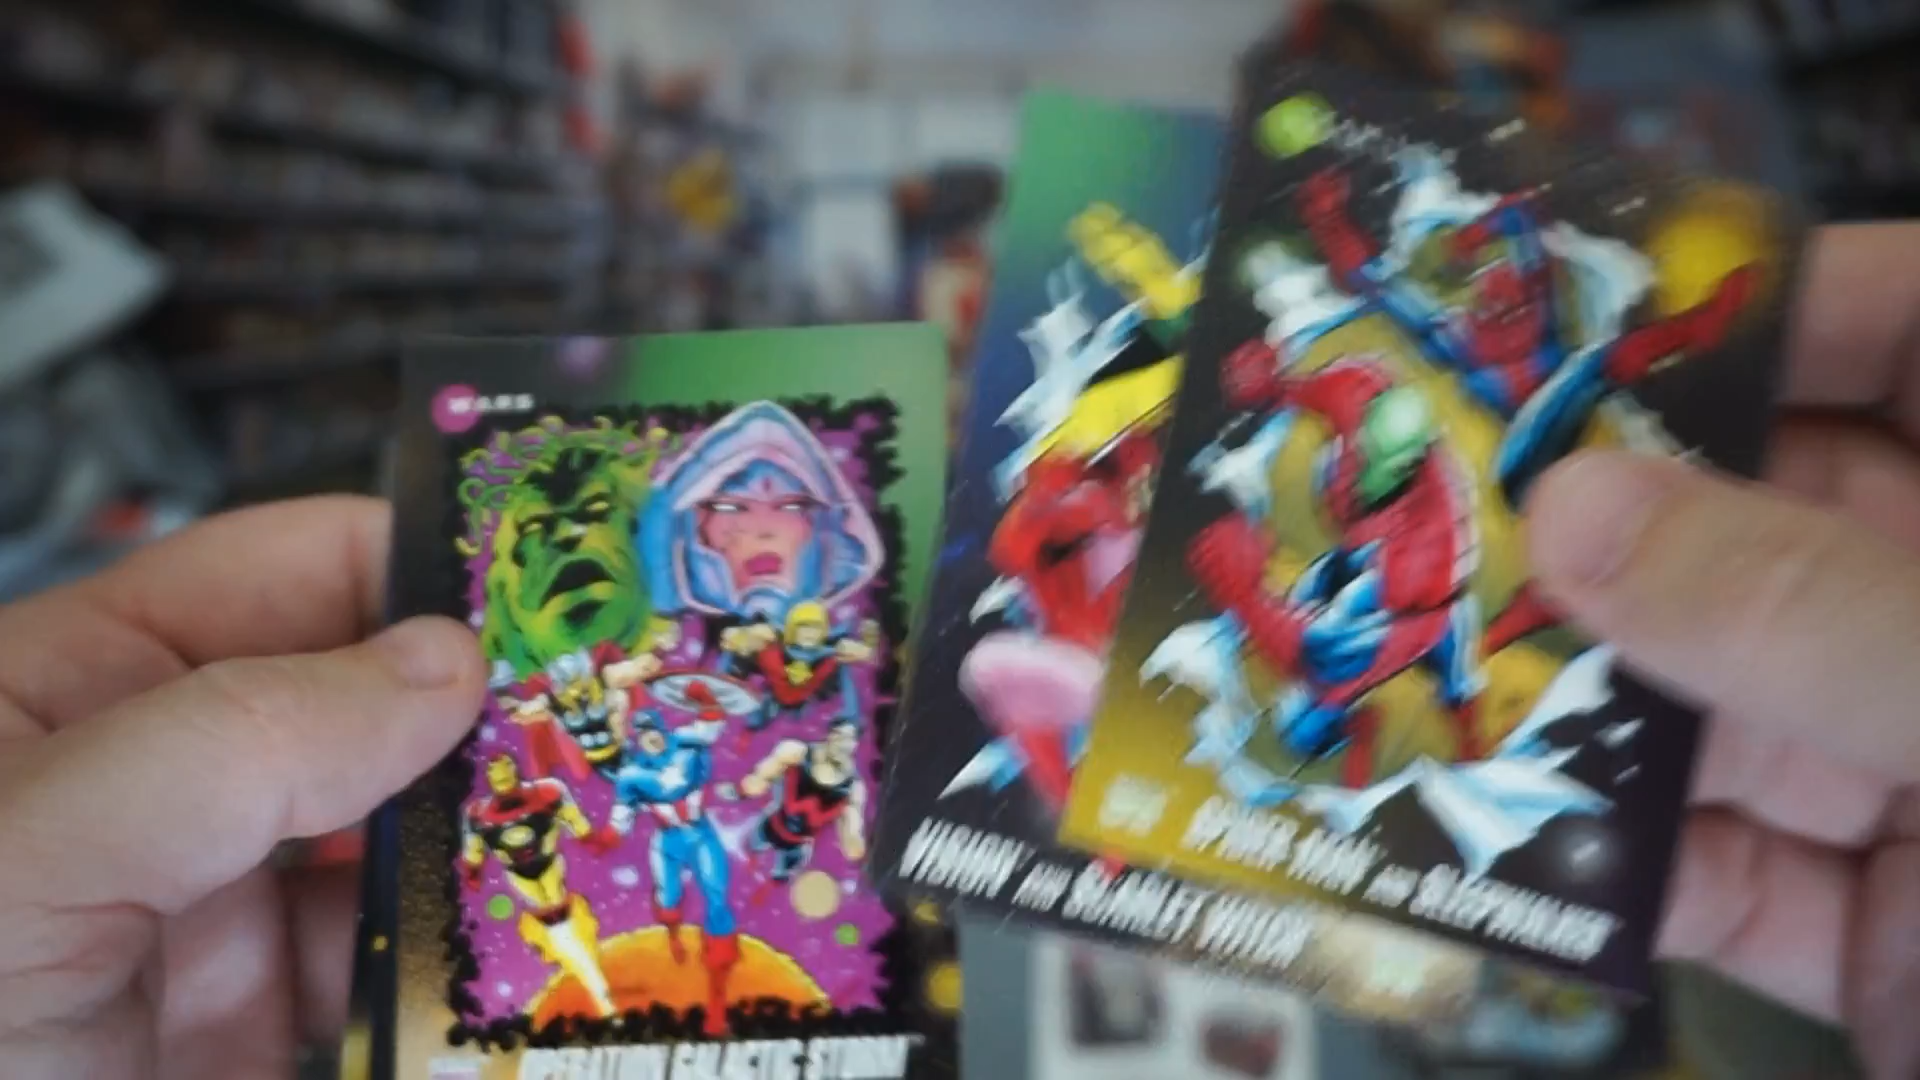 WARS
OPERATION GALACTIC STORM
VISION AND SCARLET WITCH
SPIDER-MAN AND SLEEPWALKER